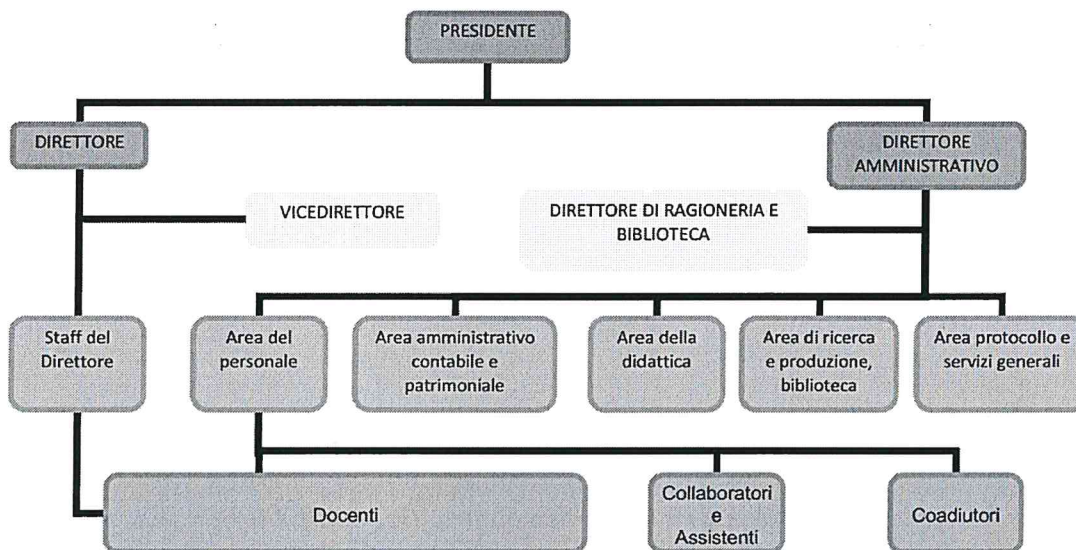 PRESIDENTE
DIRETTORE
DIRETTORE
AMMINISTRATIVO
VICEDIRETTORE
DIRETTORE DI RAGIONERIA E
BIBLIOTECA
Staff del
Direttore
Area del
personale
Area amministrativo
contabile e
patrimoniale
Area della
didattica
Area di ricerca
e produzione,
biblioteca
Area protocollo e
servizi generali
Docenti
Collaboratori
e
Assistenti
Coadiutori